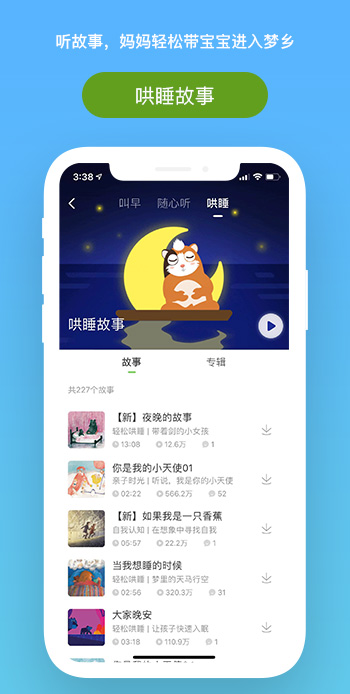 听故事，妈妈轻松带宝宝进入梦乡
哄睡故事
3:38
叫早 随心听 哄睡
哄睡故事
故事 专辑
共227个故事
【新】夜晚的故事
轻松哄睡 | 带着剑的小女孩
13:08 12.6万 1
你是我的小天使01
亲子时光 | 听说，我是你的小天使
02:22 566.2万 52
【新】如果我是一只香蕉
自我认知 | 在想象中寻找自我
05:57 22.2万 1
当我想睡的时候
轻松哄睡 | 梦里的天马行空
02:56 320.3万 31
大家晚安
轻松哄睡 | 让孩子快速入眠
03:08 110.9万 9